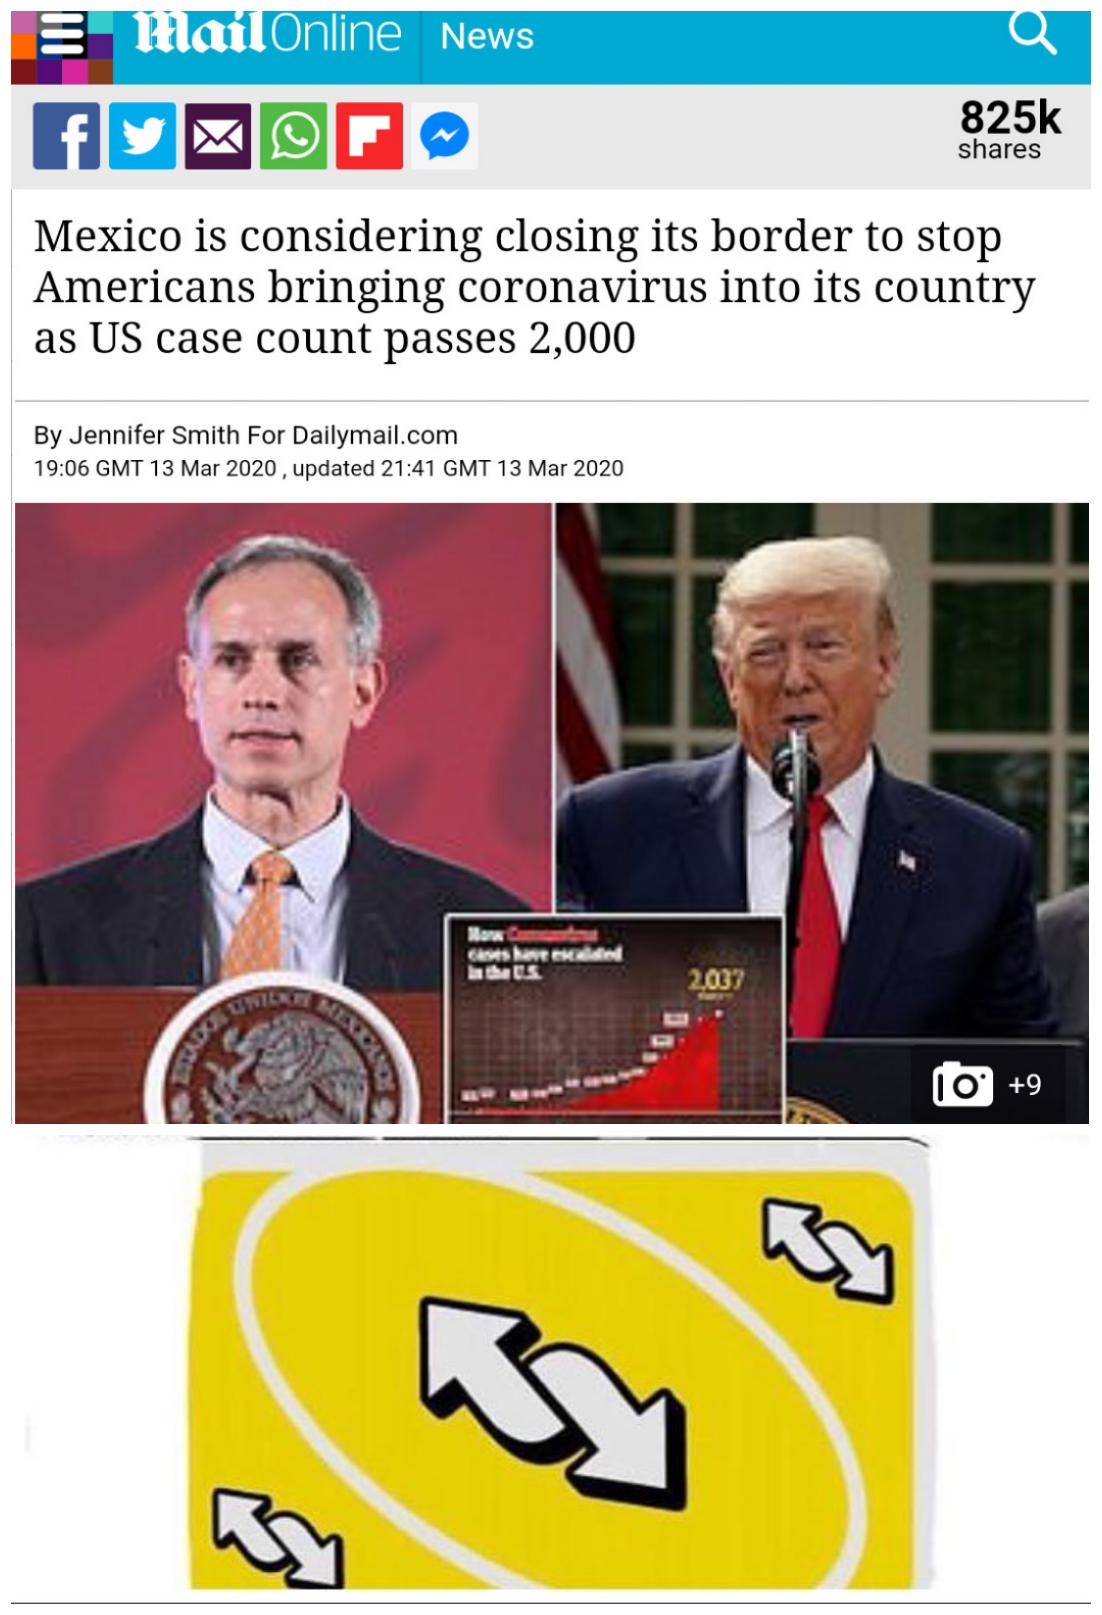 Mail Online News
825k
shares
Mexico is considering closing its border to stop
Americans bringing coronavirus into its country
as US case count passes 2,000
By Jennifer Smith For Dailymail.com
19:06 GMT 13 Mar 2020 , updated 21:41 GMT 13 Mar 2020
How Coronavirus
cases have escalated
in the U.S.
2,037
UNIDOS MEXICANOS
+9